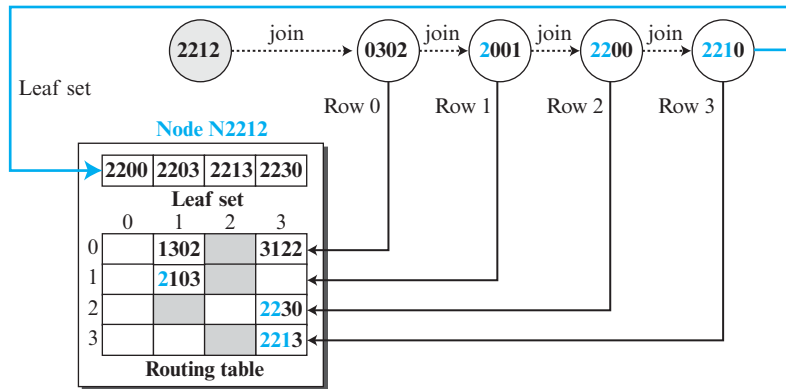 join join join join
2212 0302 2001 2200 2210
Leaf set
Row 0 Row 1 Row 2 Row 3
Node N2212
2200 2203 2213 2230
Leaf set
0 1 2 3
0 1302 3122
1 2103
2 2230
3 2213
Routing table